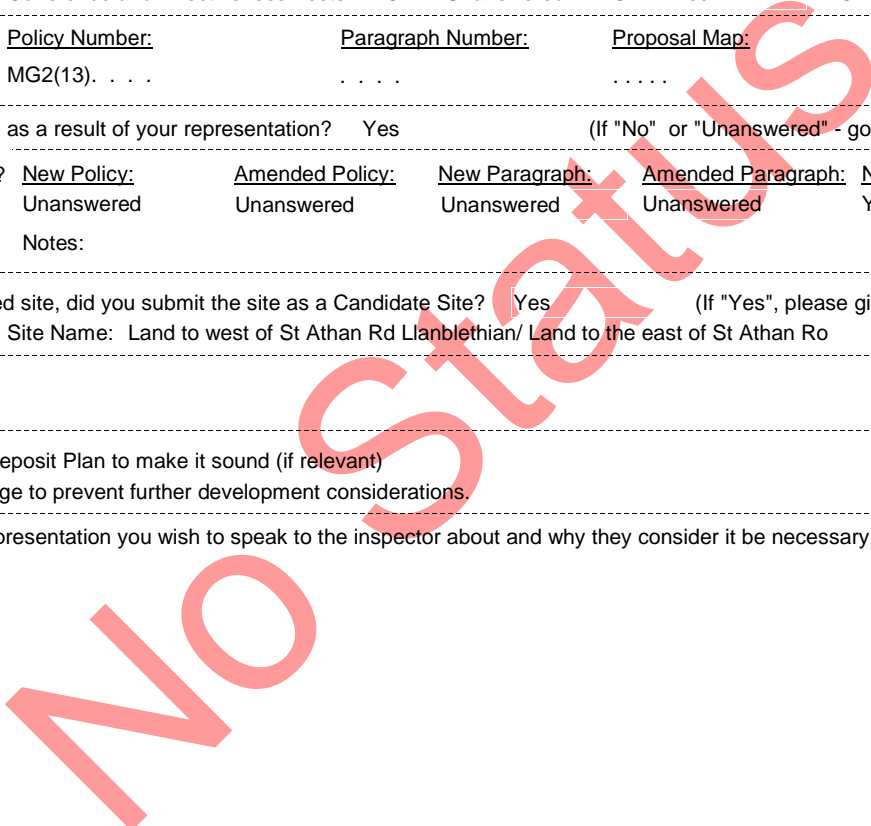 Policy Number: Paragraph Number: Proposal Map:
MG2(13). . . . . . . . . . . . .
as a result of your representation? Yes (If "No" or "Unanswered" - go
? New Policy: Amended Policy: New Paragraph: Amended Paragraph: N
Unanswered Unanswered Unanswered Unanswered Y
Notes:
ed site, did you submit the site as a Candidate Site? Yes (If "Yes", please gi
Site Name: Land to west of St Athan Rd Llanblethian/ Land to the east of St Athan Ro
eposit Plan to make it sound (if relevant)
ge to prevent further development considerations.
presentation you wish to speak to the inspector about and why they consider it be necessary
No Status